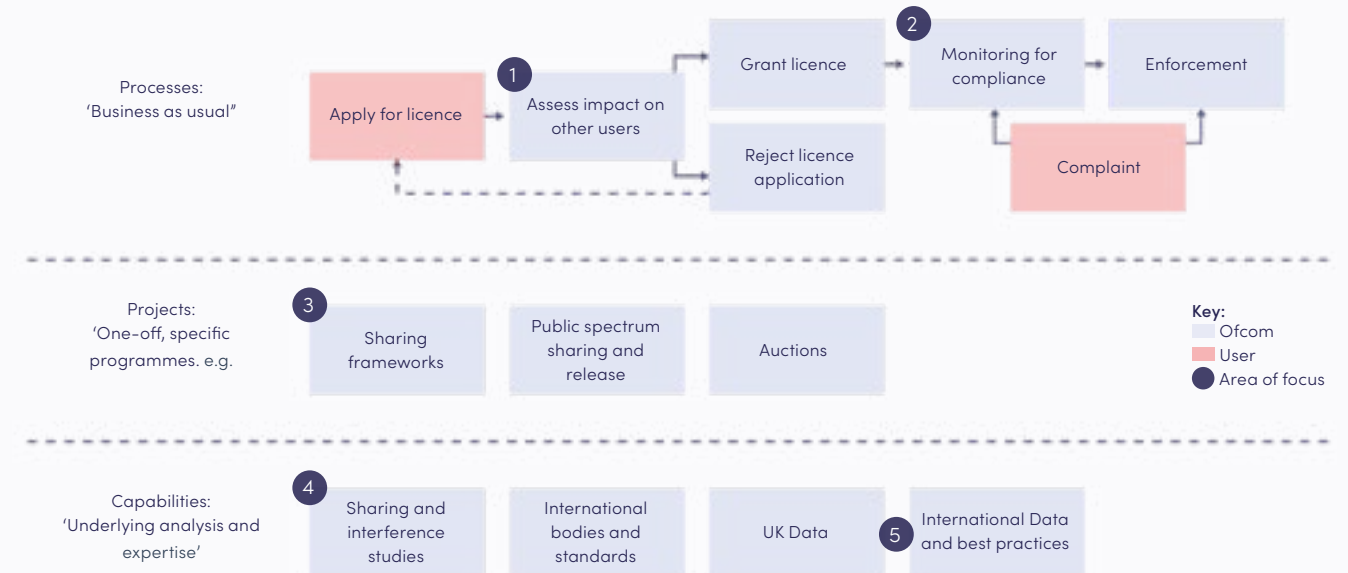 Processes:
‘Business as usual”
Apply for licence
1
Assess impact on
other users
Grant licence
Reject licence
application
2
Monitoring for
compliance
Enforcement
Complaint
Projects:
‘One-off, specific
programmes. e.g.
3
Sharing
frameworks
Public spectrum
sharing and
release
Auctions
Key:
Ofcom
User
Area of focus
Capabilities:
‘Underlying analysis and
expertise’
4
Sharing and
interference
studies
International
bodies and
standards
UK Data
5
International Data
and best practices